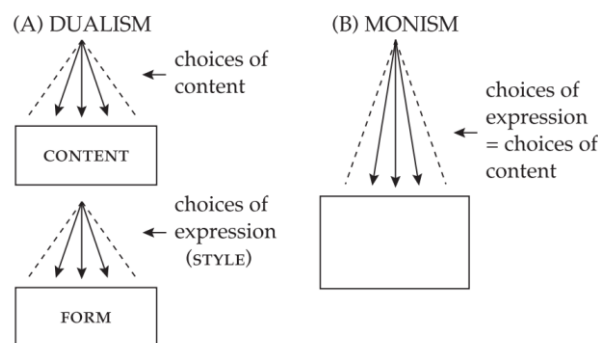 (A) DUALISM
choices of
content
CONTENT
choices of
expression
(STYLE)
FORM
(B) MONISM
choices of
expression
= choices of
content